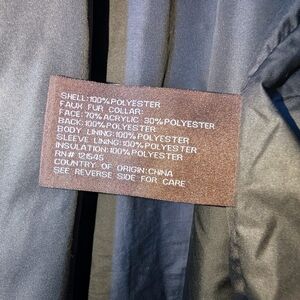 SHELL:100%POLYESTER
FAUX FUR COLLAR:
FACE:70%ACRYLIC 30%POLYESTER
BACK:100%POLYESTER
BODY LINING:100%POLYESTER
SLEEVE LINING:100%POLYESTER
INSULATION:100%POLYESTER
RN# 121545
COUNTRY OF ORIGIN:CHINA
SEE REVERSE SIDE FOR CARE